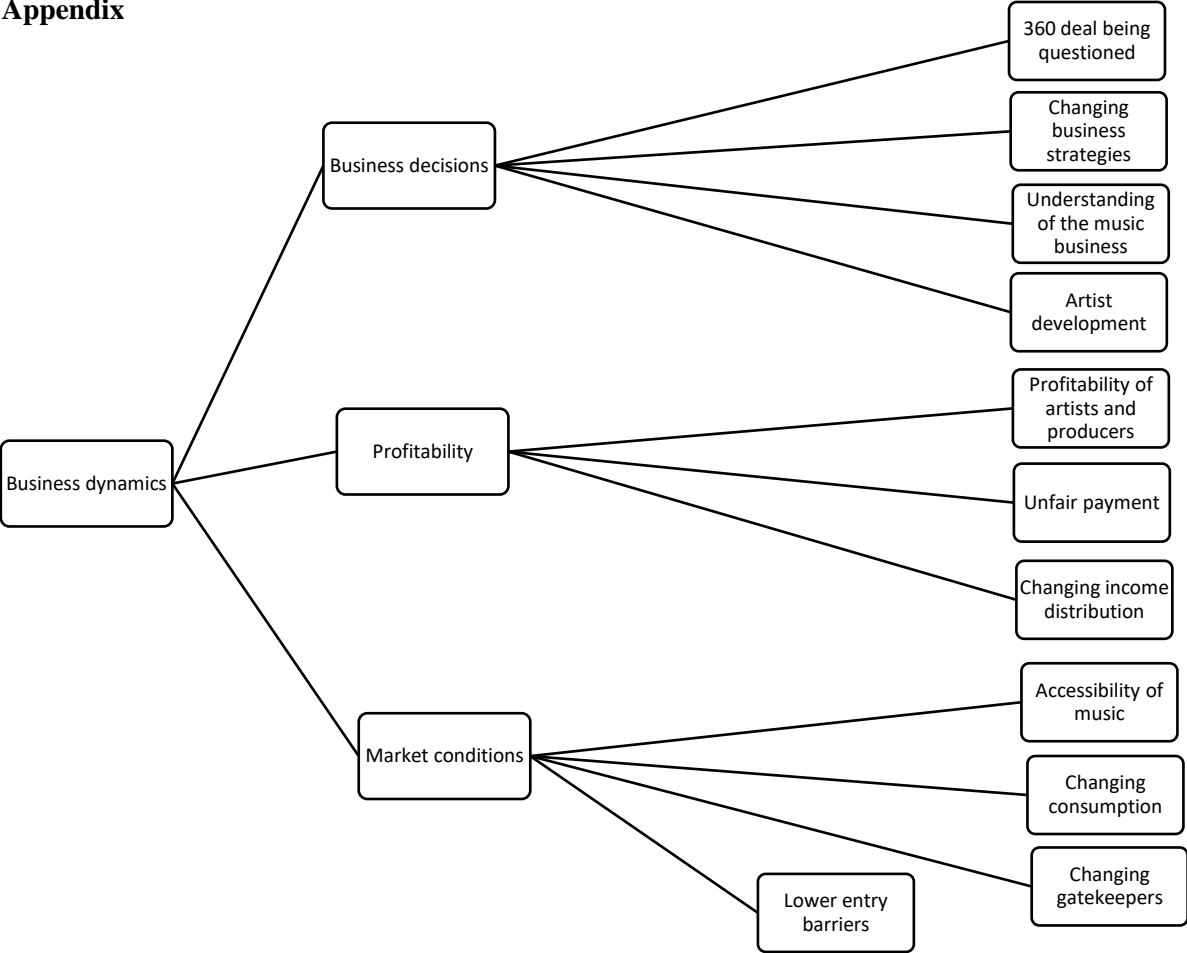 Appendix
360 deal being
questioned
Changing
business
strategies
Business decisions
Understanding
of the music
business
Artist
development
Profitability of
artists and
producers
Profitability
Business dynamics
Unfair payment
Changing income
distribution
Accessibility of
music
Market conditions
Changing
consumption
Changing
gatekeepers
Lower entry
barriers